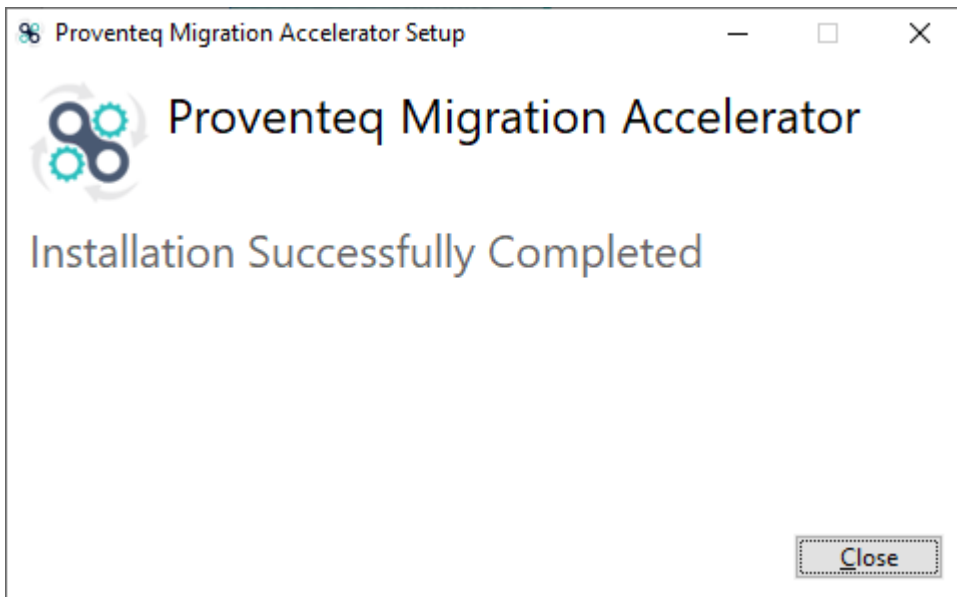 Proventeq Migration Accelerator Setup
Proventeq Migration Accelerator
Installation Successfully Completed
Close